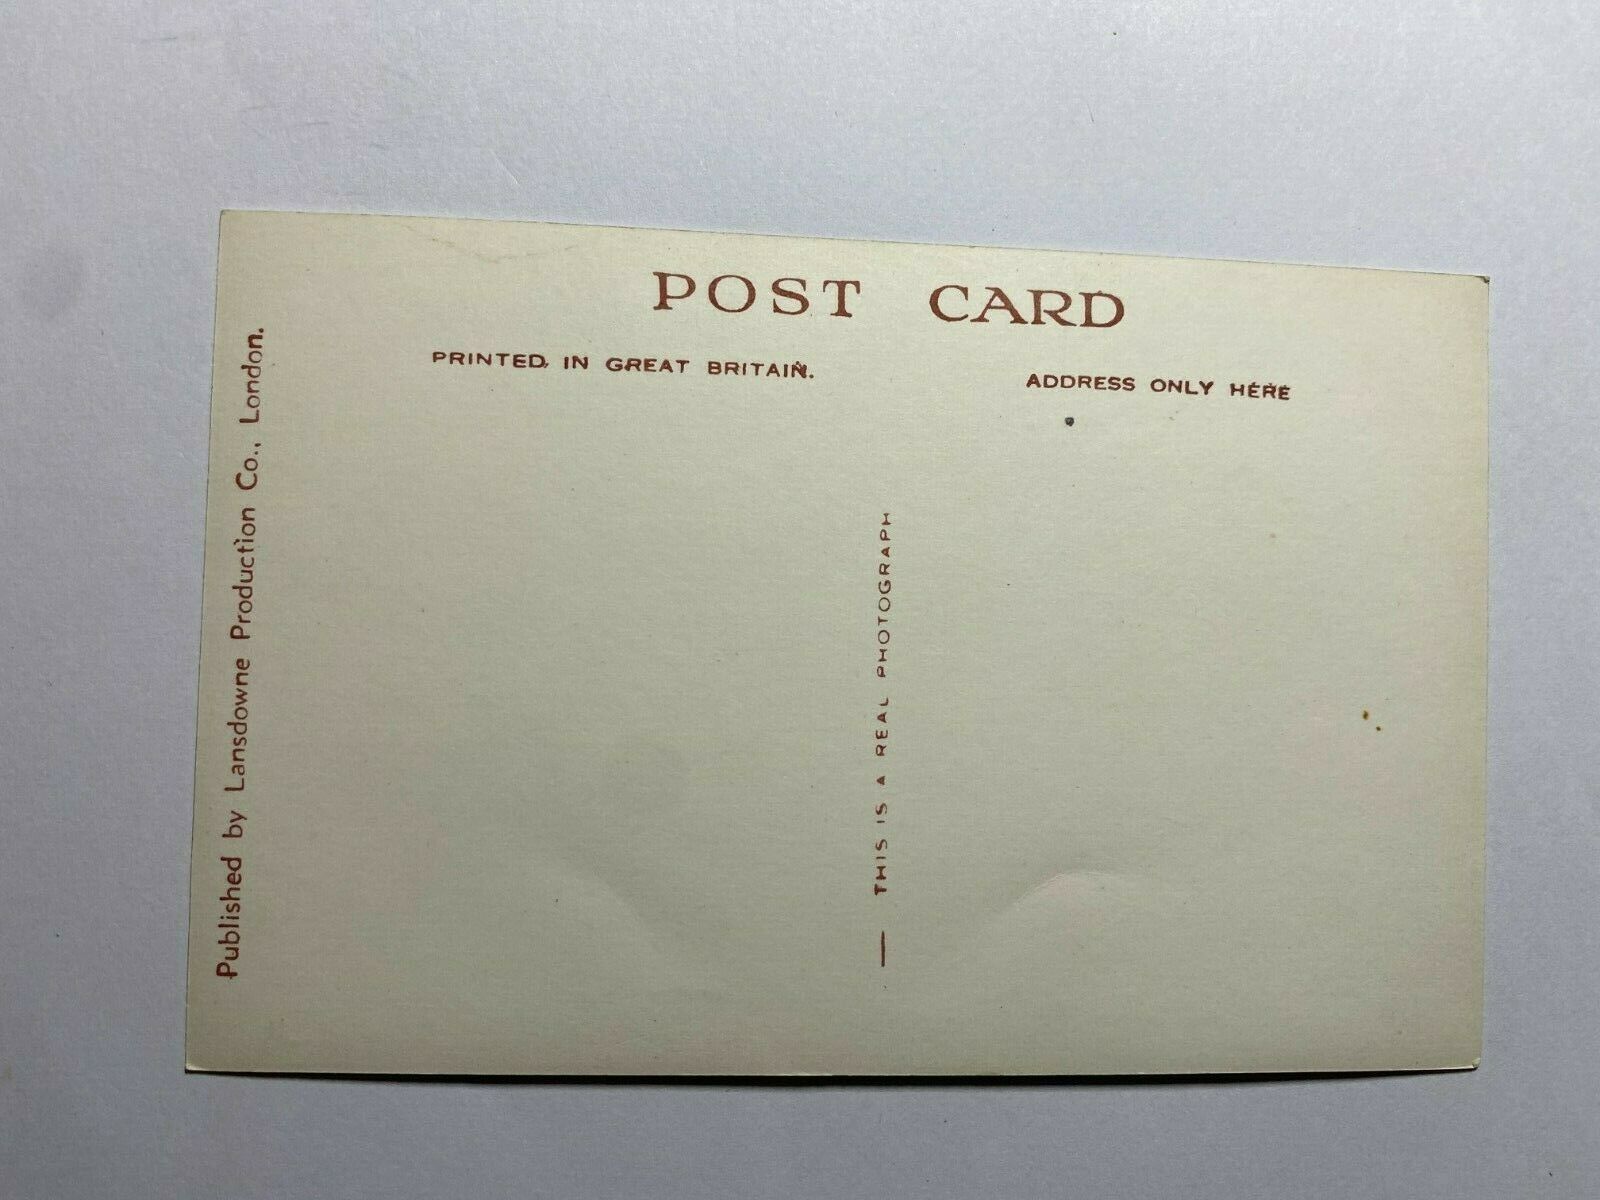 POST CARD
PRINTED IN GREAT BRITAIN.
ADDRESS ONLY HERE
Published by Lansdowne Production Co., London.
— THIS IS A REAL PHOTOGRAPH